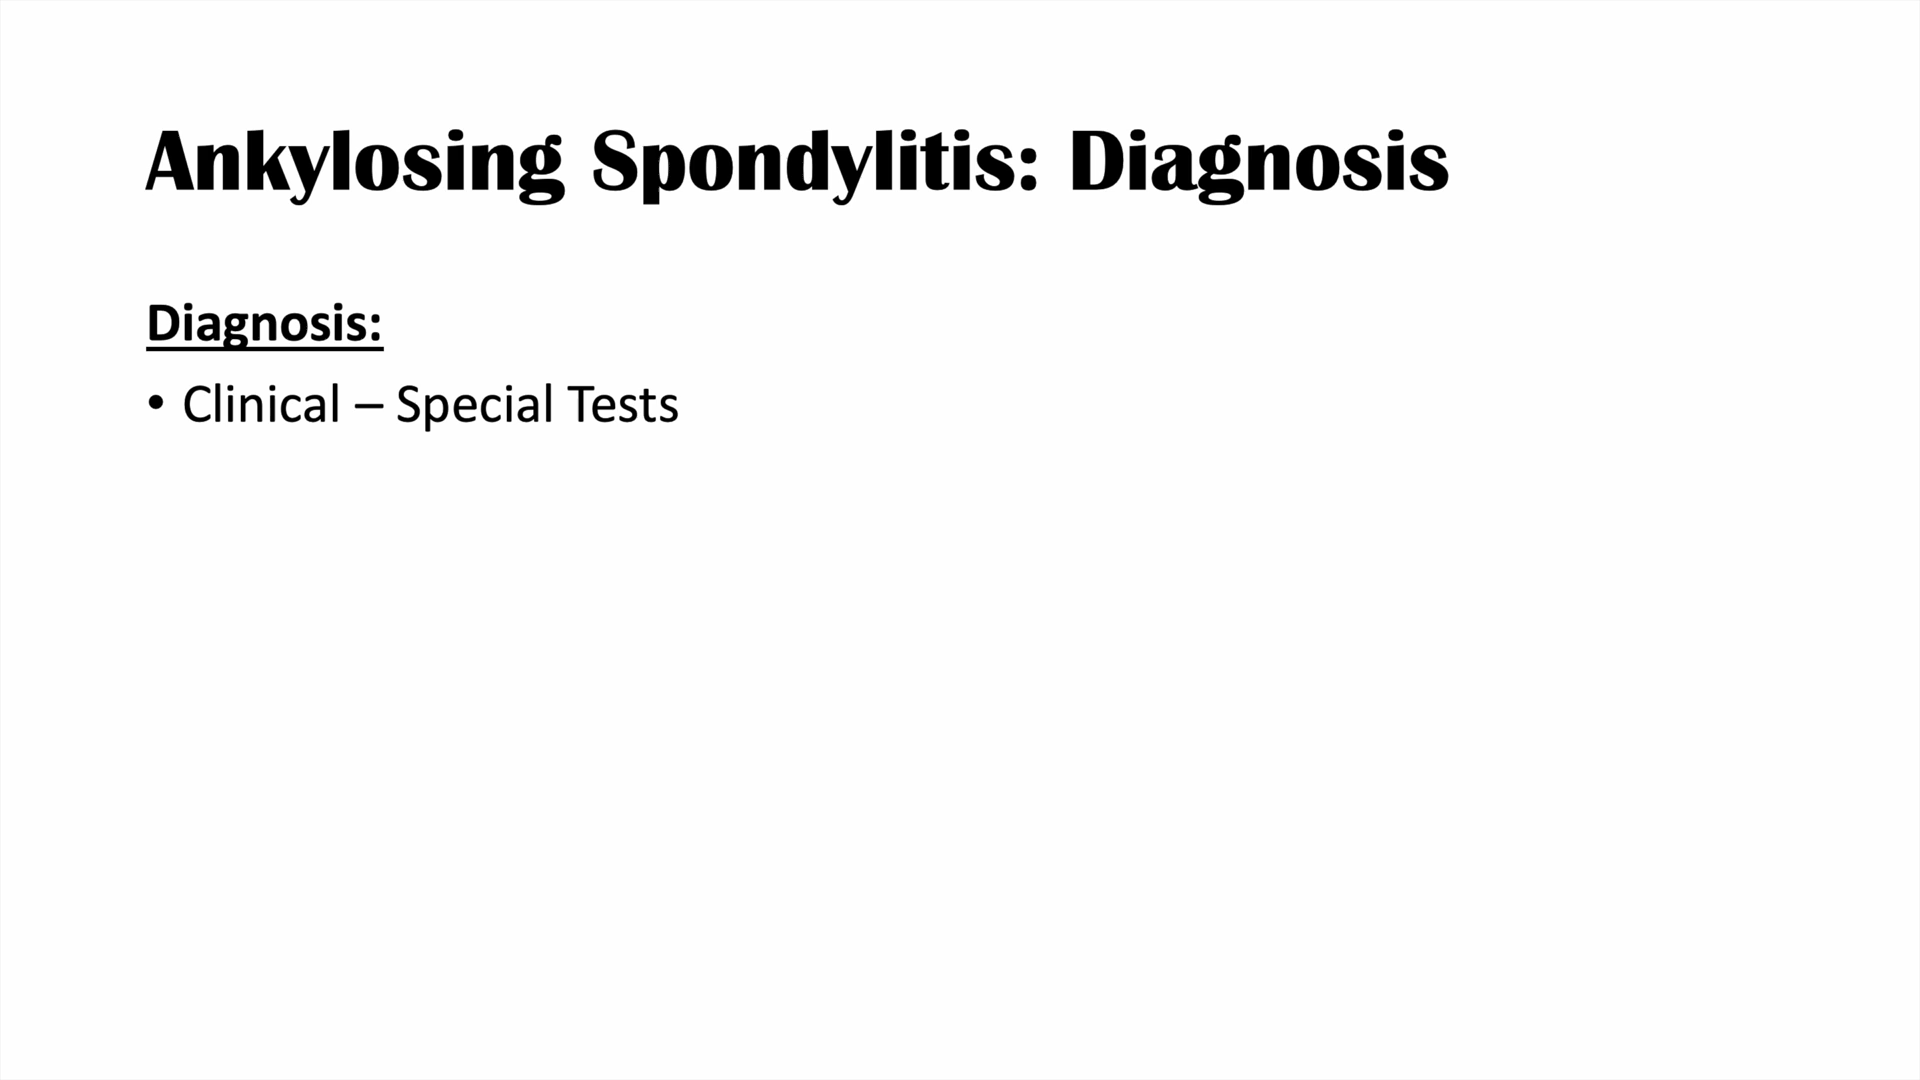 Ankylosing Spondylitis: Diagnosis
Diagnosis:
• Clinical – Special Tests